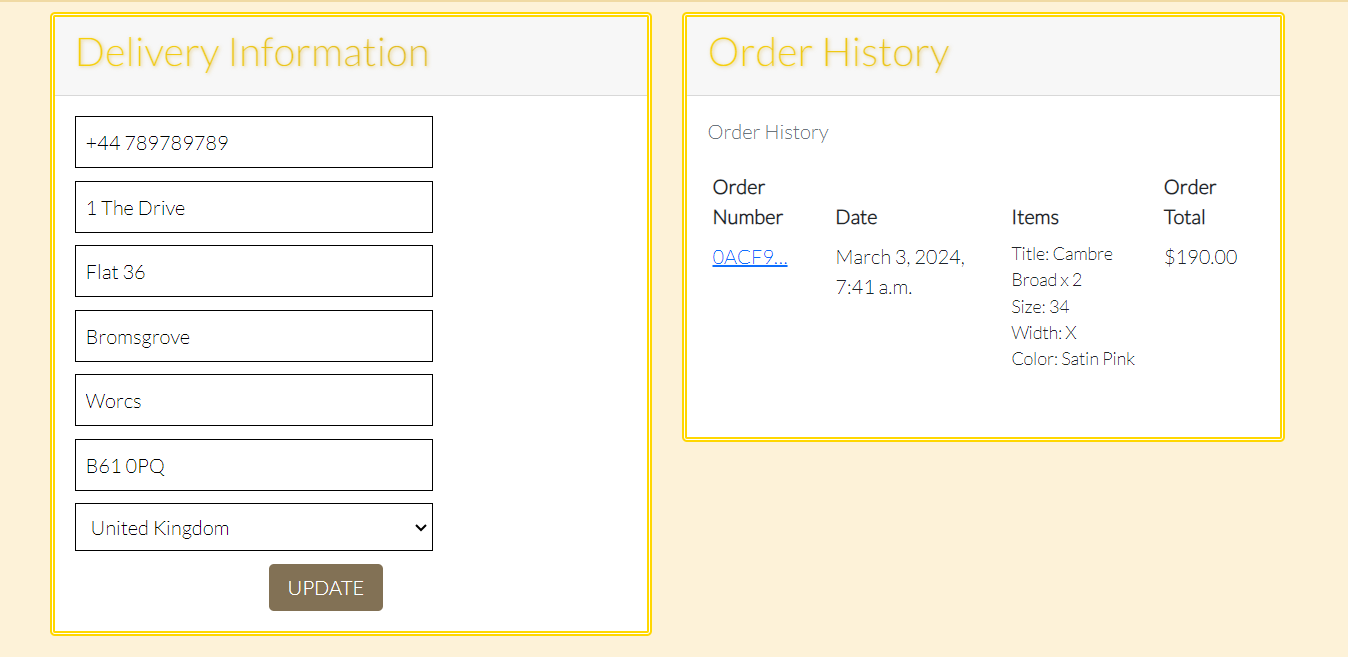 Delivery Information
+44 789789789
1 The Drive
Flat 36
Bromsgrove
Worcs
B61 0PQ
United Kingdom
UPDATE
Order History
Order History
Order Number Date Items Order Total
0ACF9... March 3, 2024, 7:41 a.m. Title: Cambre Broad x 2 $190.00
Size: 34
Width: X
Color: Satin Pink